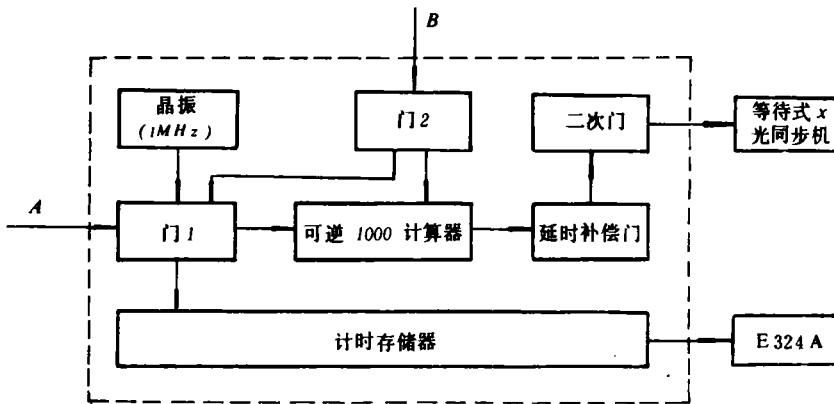 B
晶振
(1MHz)
门2
二次门
等待式 x
光同步机
A
门1
可逆 1000 计算器
延时补偿门
计时存储器
E324A